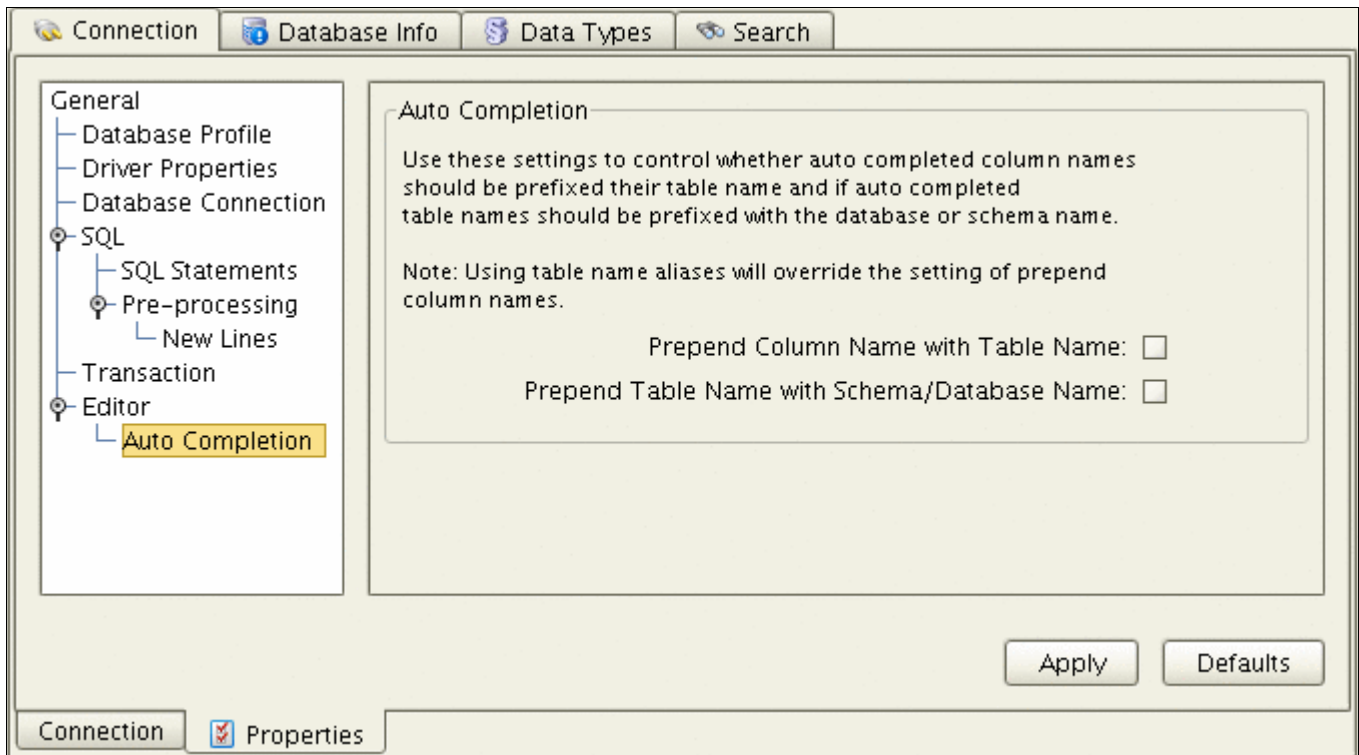 Connection
Database Info
Data Types
Search
General
Database Profile
Driver Properties
Database Connection
SQL
SQL Statements
Pre-processing
New Lines
Transaction
Editor
Auto Completion
Auto Completion
Use these settings to control whether auto completed column names
should be prefixed their table name and if auto completed
table names should be prefixed with the database or schema name.
Note: Using table name aliases will override the setting of prepend
column names.
Prepend Column Name with Table Name:
Prepend Table Name with Schema/Database Name:
Apply
Defaults
Connection
Properties